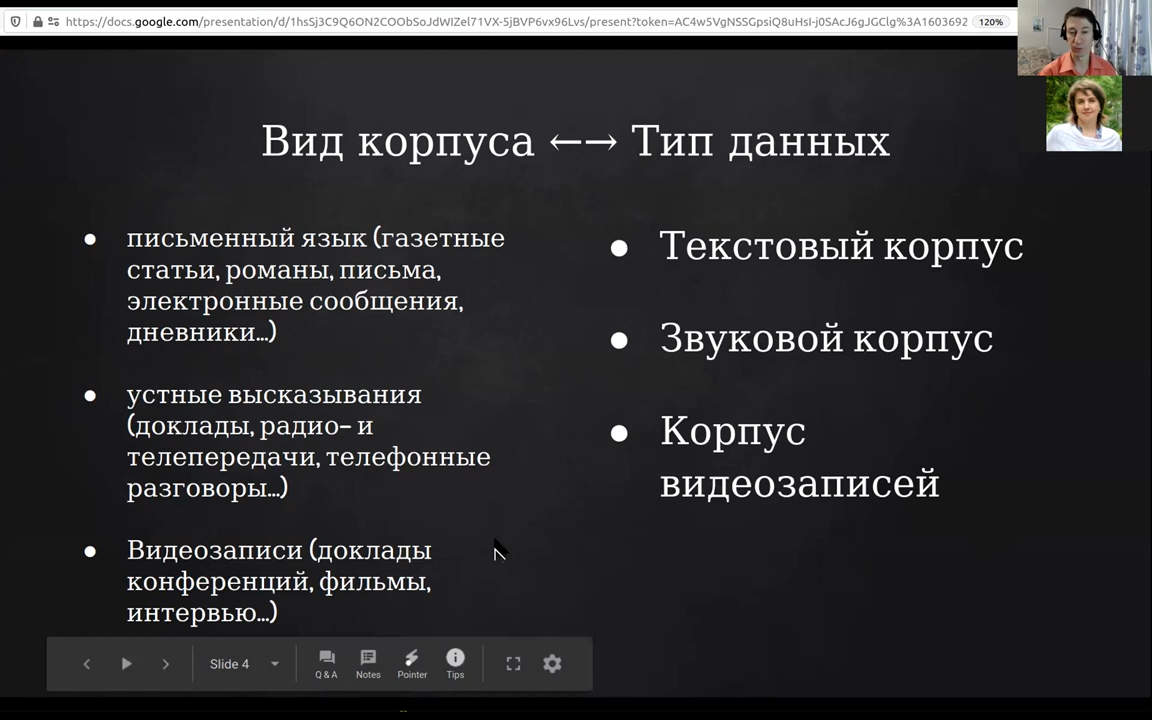 https://docs.google.com/presentation/d/1hsSj3C9Q6ON2COObSoJdWIZel71VX-5jBVP6vx96Lvs/present?token=AC4w5VgNSSGpsiQ8uHsI-j0SAcJ6gJGClg%3A1603692 120%
Вид корпуса ←→ Тип данных
● письменный язык (газетные
статьи, романы, письма,
электронные сообщения,
дневники…)
● устные высказывания
(доклады, радио– и
телепередачи, телефонные
разговоры…)
● Видеозаписи (доклады
конференций, фильмы,
интервью…)
● Текстовый корпус
● Звуковой корпус
● Корпус
видеозаписей
Slide 4
Q & A
Notes
Pointer
Tips